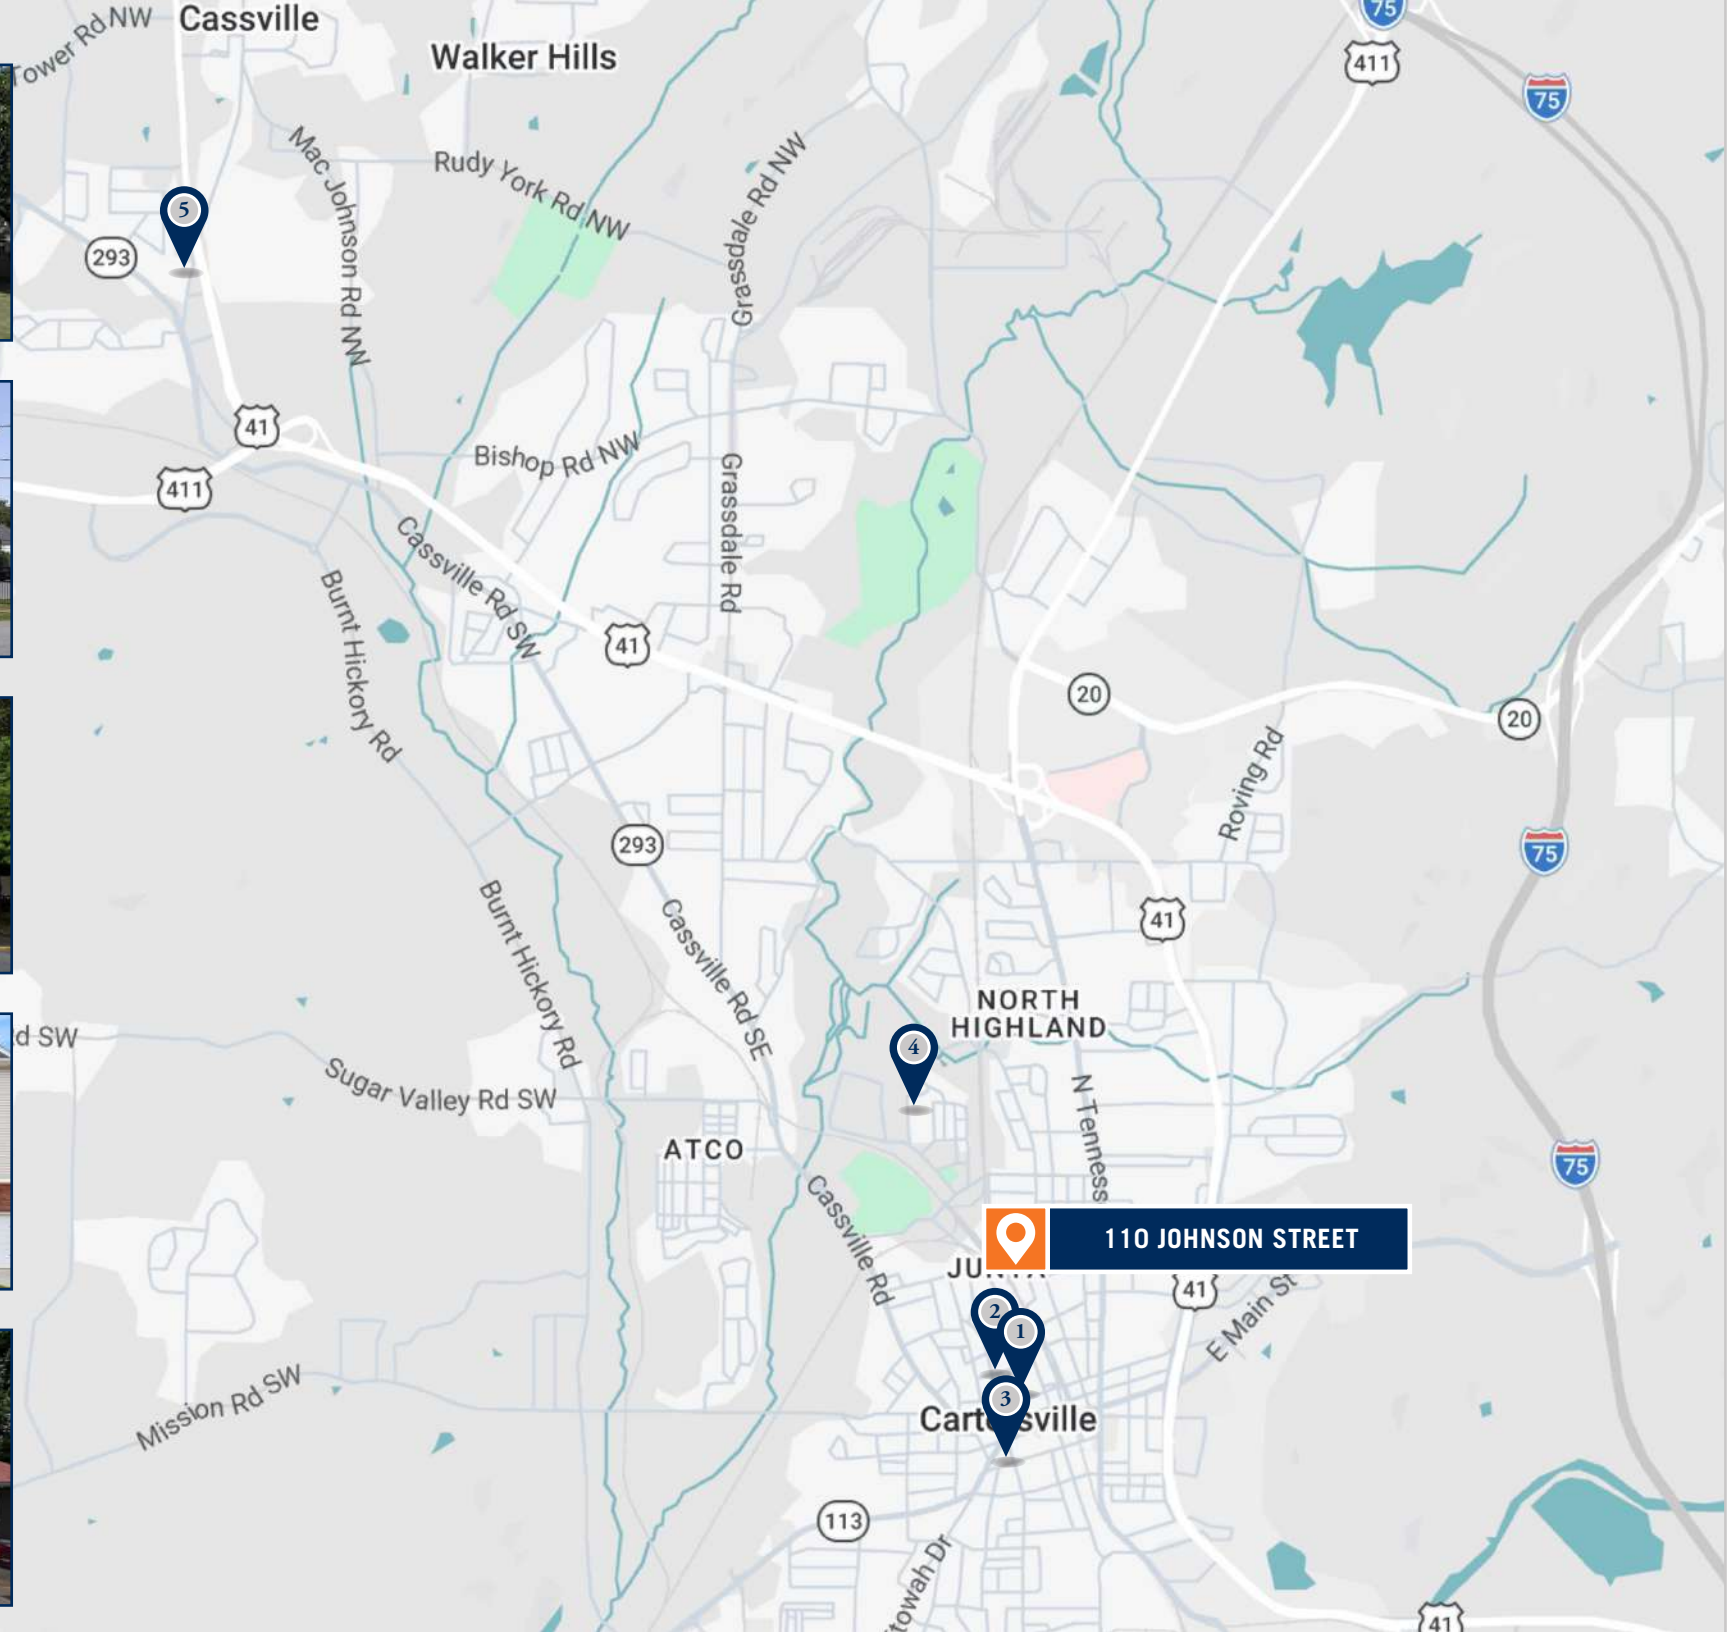 Cassville
Tower Rd NW
Walker Hills
75
411
75
Mac Johnson Rd NW
Rudy York Rd NW
Grassdale Rd NW
5
293
41
Bishop Rd NW
411
Grassdale Rd
Cassville Rd SW
Burnt Hickory Rd
41
20
20
Roving Rd
293
75
Burnt Hickory Rd
Cassville Rd SE
41
NORTH
HIGHLAND
d SW
4
Sugar Valley Rd SW
N Tenness
ATCO
75
Cassville Rd
110 JOHNSON STREET
41
E Main St
2
1
3
Mission Rd SW
113
towah Dr
41